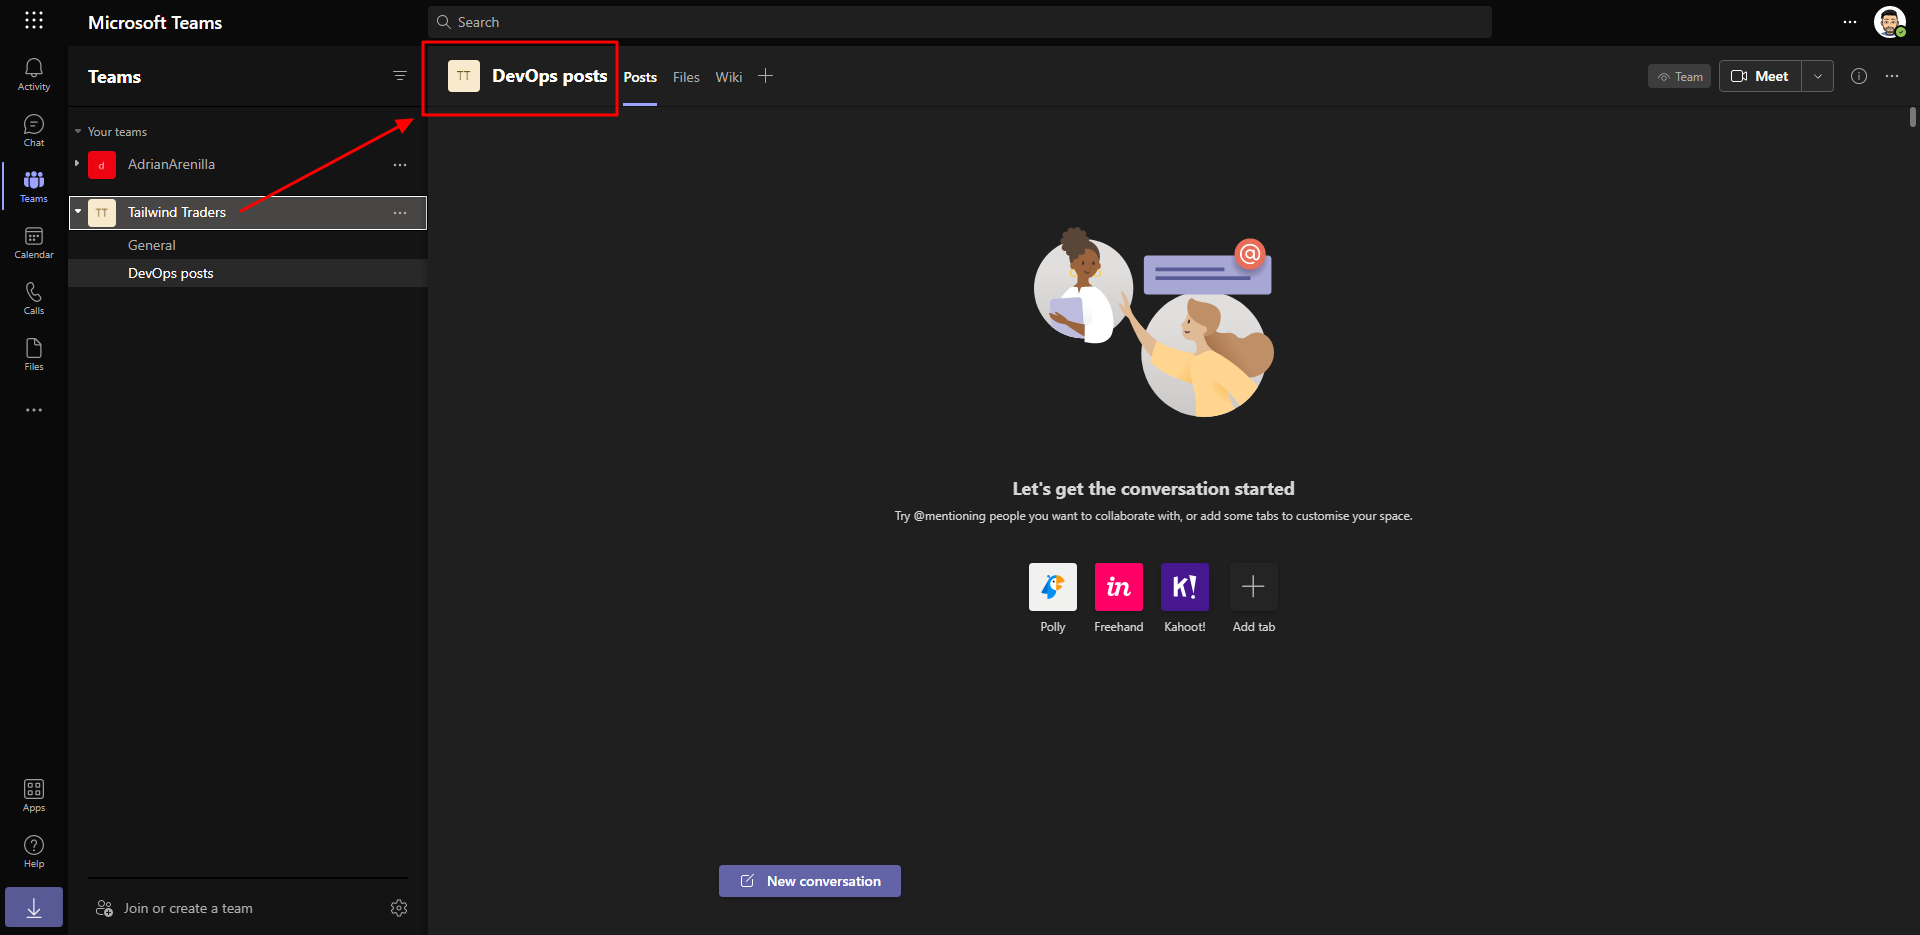 Microsoft Teams
Search
Activity
Chat
Teams
Calendar
Calls
Files
Apps
Help
Teams
Your teams
d
AdrianArenilla
TT
Tailwind Traders
General
DevOps posts
Join or create a team
TT
DevOps posts
Posts
Files
Wiki
Team
Meet
@
Let's get the conversation started
Try @mentioning people you want to collaborate with, or add some tabs to customise your space.
in
K!
Polly
Freehand
Kahoot!
Add tab
New conversation